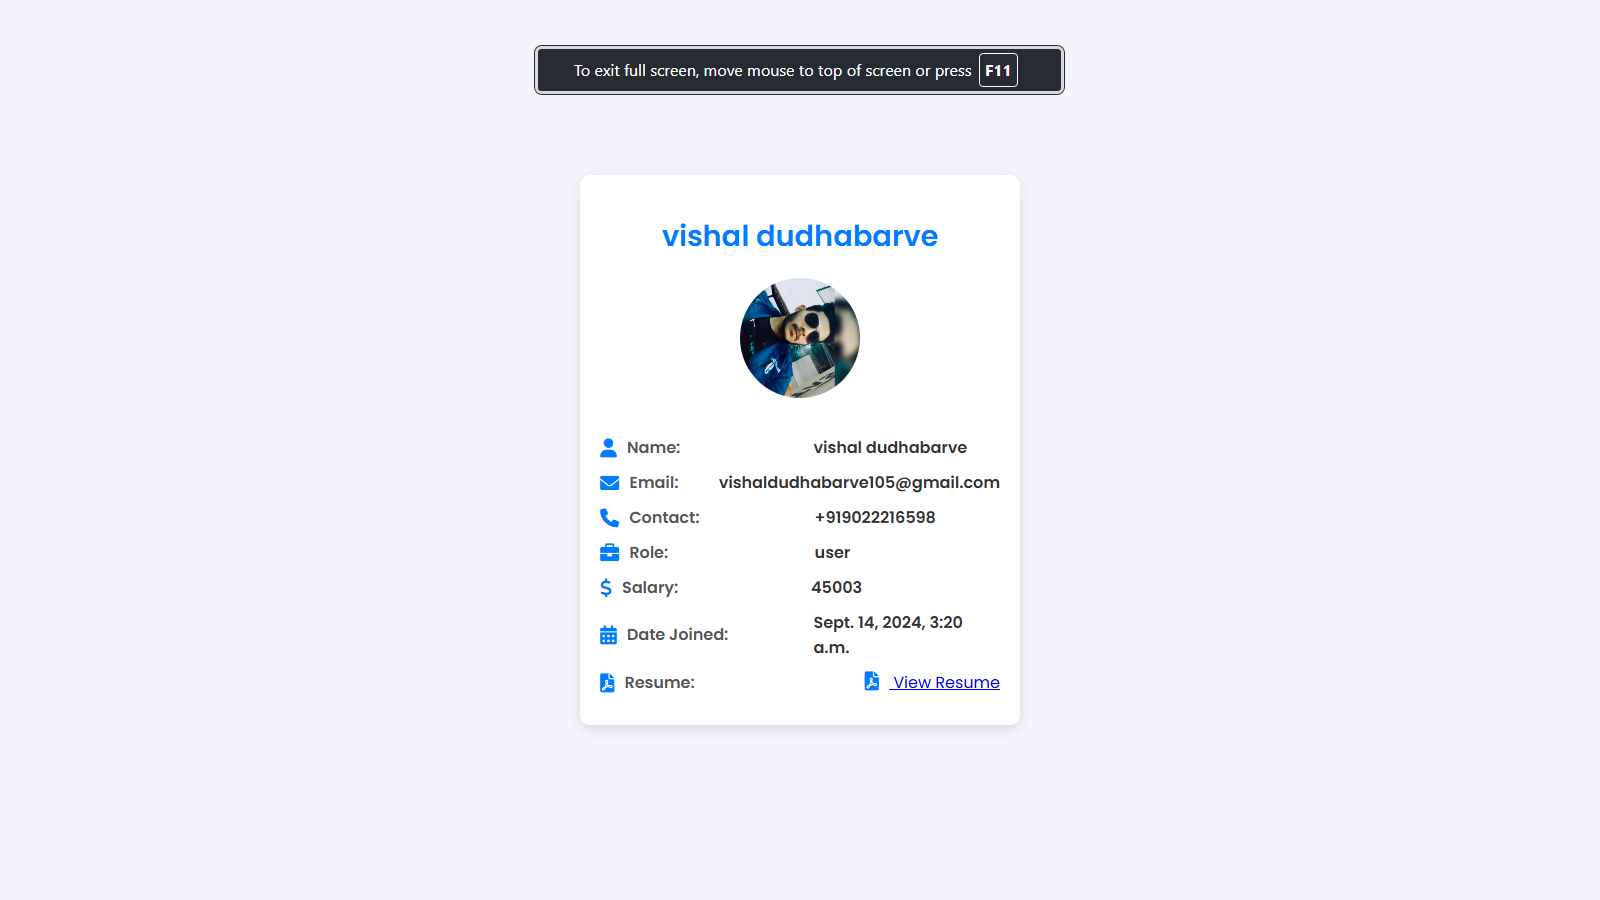 To exit full screen, move mouse to top of screen or press F11
vishal dudhabarve
Name: vishal dudhabarve
Email: vishaldudhabarve105@gmail.com
Contact: +919022216598
Role: user
Salary: 45003
Date Joined: Sept. 14, 2024, 3:20
a.m.
Resume: View Resume